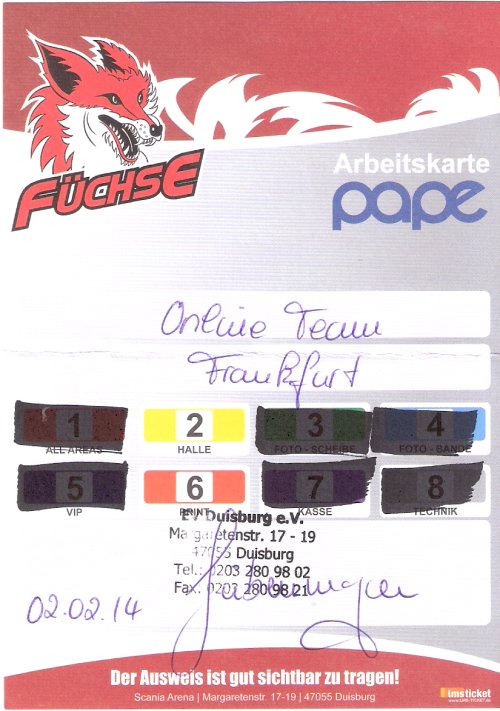 FÜCHSE
Arbeitskarte
pape
Online Team
Frankfurt
1 2 3 4
ALL AREAS HALLE FOTO - SCHEIBE FOTO - BANDE
5 6 7 8
VIP PRINT KASSE TECHNIK
EV Duisburg e.V.
Margaretenstr. 17 - 19
47055 Duisburg
Tel.: 0203 280 98 02
Fax. 0203 280 98 21
02.02.14
Der Ausweis ist gut sichtbar zu tragen!
Scania Arena | Margaretenstr. 17-19 | 47055 Duisburg
imsticket